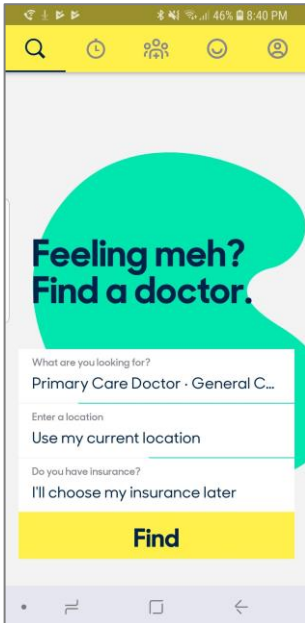 46% 8:40 PM
Feeling meh?
Find a doctor.
What are you looking for?
Primary Care Doctor · General C...
Enter a location
Use my current location
Do you have insurance?
I'll choose my insurance later
Find